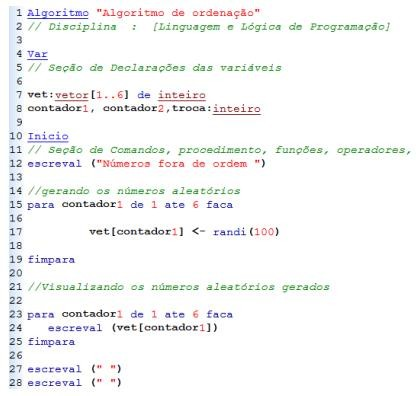 1 Algoritmo "Algoritmo de ordenação"
2 // Disciplina : [Linguagem e Lógica de Programação]
3
4 Var
5 // Seção de Declarações das variáveis
6
7 vet:vetor[1..6] de inteiro
8 contador1, contador2,troca:inteiro
9
10 Inicio
11 // Seção de Comandos, procedimento, funções, operadores,
12 escreval ("Números fora de ordem ")
13
14 //gerando os números aleatórios
15 para contador1 de 1 ate 6 faca
16
17 vet[contador1] <- randi(100)
18
19 fimpara
20
21 //Visualizando os números aleatórios gerados
22
23 para contador1 de 1 ate 6 faca
24 escreval (vet[contador1])
25 fimpara
26
27 escreval (" ")
28 escreval (" ")